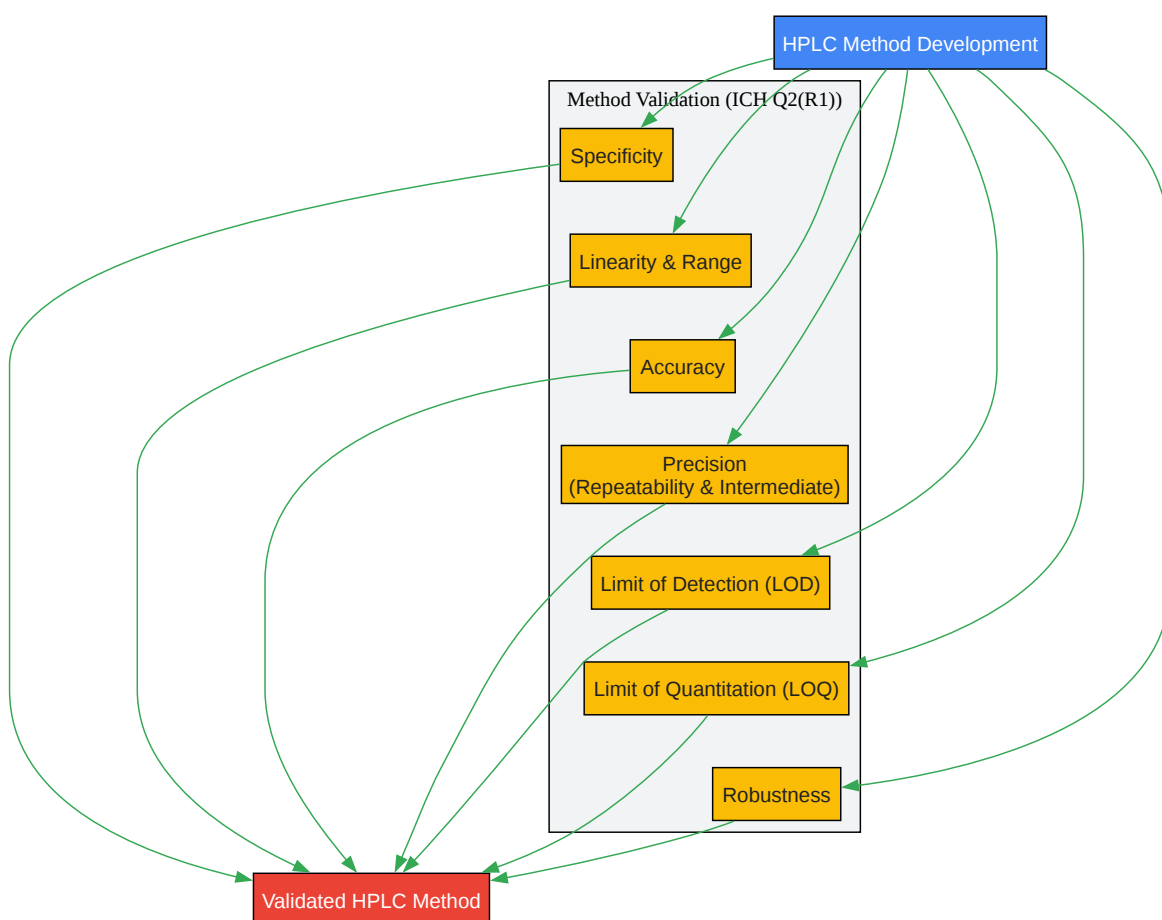 HPLC Method Development
Method Validation (ICH Q2(R1))
Specificity
Linearity & Range
Accuracy
Precision
(Repeatability & Intermediate)
Limit of Detection (LOD)
Limit of Quantitation (LOQ)
Robustness
Validated HPLC Method